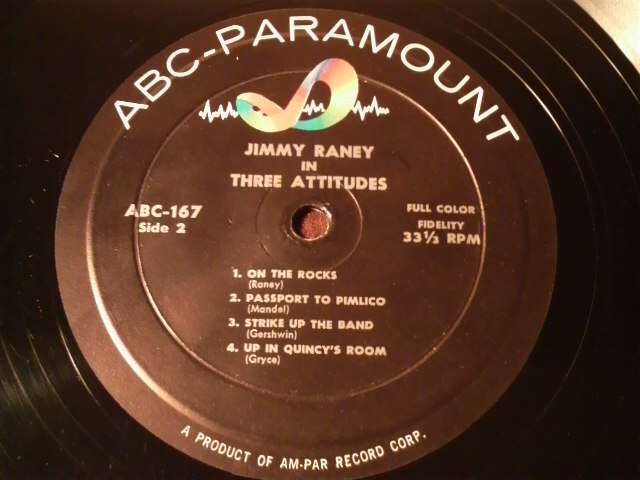 ABC-PARAMOUNT
JIMMY RANEY
IN
THREE ATTITUDES
ABC-167
Side 2
FULL COLOR
FIDELITY
33⅓ RPM
1. ON THE ROCKS
(Raney)
2. PASSPORT TO PIMLICO
(Mandel)
3. STRIKE UP THE BAND
(Gershwin)
4. UP IN QUINCY'S ROOM
(Gryce)
A PRODUCT OF AM-PAR RECORD CORP.